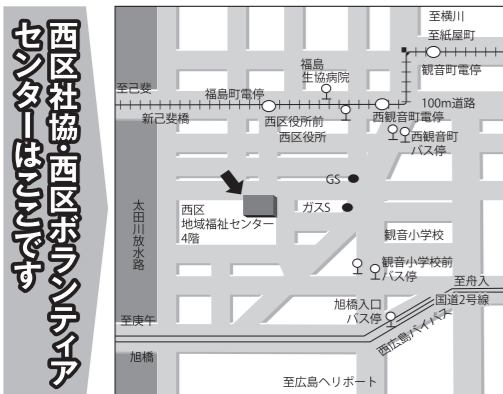 西区社協・西区ボランティア
センターはここです
至横川
至紙屋町
観音町電停
福島
生協病院
至己斐
福島町電停
100m道路
新己斐橋
西区役所前
西区役所
西観音町電停
西観音町
バス停
GS
太田川放水路
西区
地域福祉センター
4階
ガスS
観音小学校
観音小学校前
バス停
至舟入
国道2号線
旭橋入口
バス停
西広島バイパス
至庚午
旭橋
至広島ヘリポート